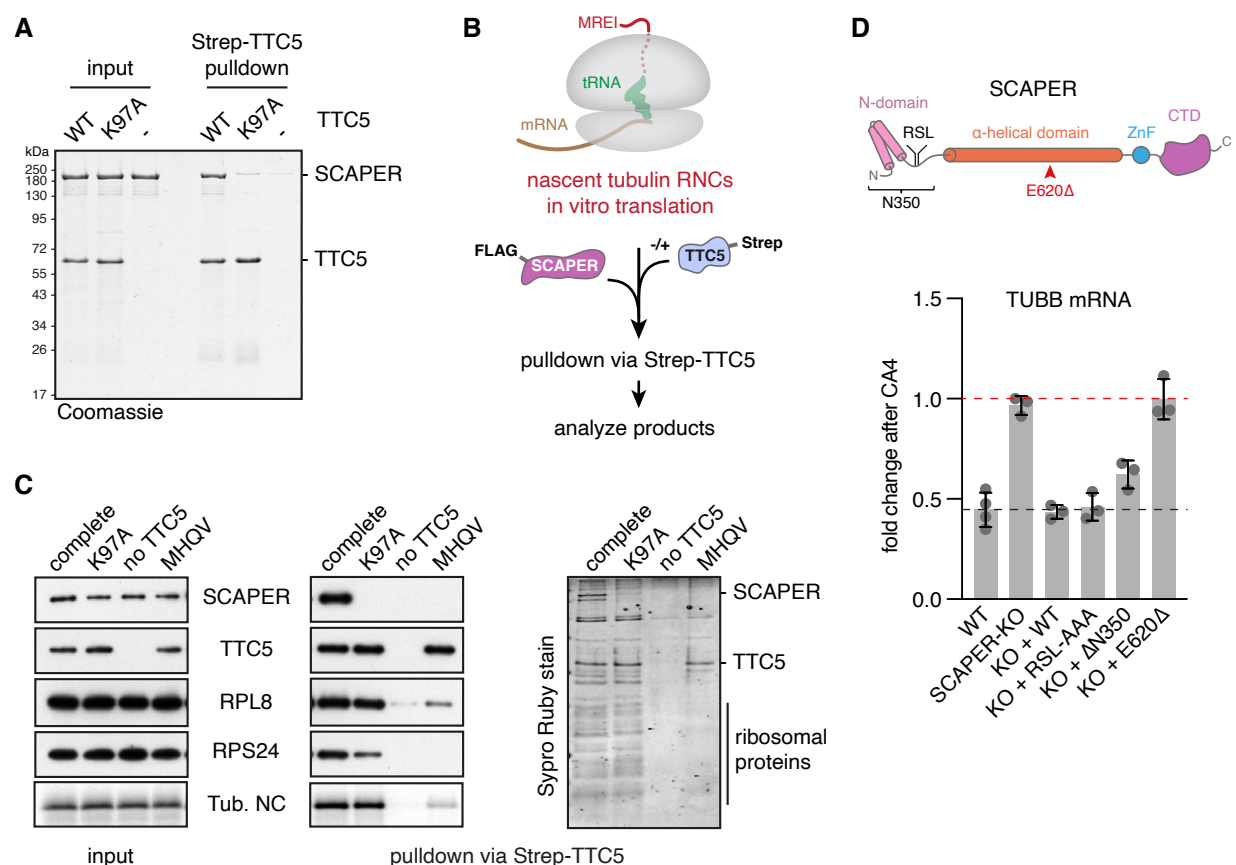 A
input
Strep-TTC5
pulldown
WT
K97A
-
WT
K97A
-
TTC5
kDa
250
180
130
95
72
55
43
34
26
17
SCAPER
TTC5
Coomassie
B
MREI
tRNA
mRNA
nascent tubulin RNCs
in vitro translation
FLAG
SCAPER
-/+
TTC5
Strep
pulldown via Strep-TTC5
analyze products
C
complete
K97A
no TTC5
MHQV
complete
K97A
no TTC5
MHQV
complete
K97A
no TTC5
MHQV
SCAPER
TTC5
RPL8
RPS24
Tub. NC
input
pulldown via Strep-TTC5
Sypro Ruby stain
SCAPER
TTC5
ribosomal
proteins
D
SCAPER
N-domain
RSL
α-helical domain
ZnF
CTD
N
C
N350
E620Δ
TUBB mRNA
fold change after CA4
1.5
1.0
0.5
0.0
WT
SCAPER-KO
KO + WT
KO + RSL-AAA
KO + ΔN350
KO + E620Δ